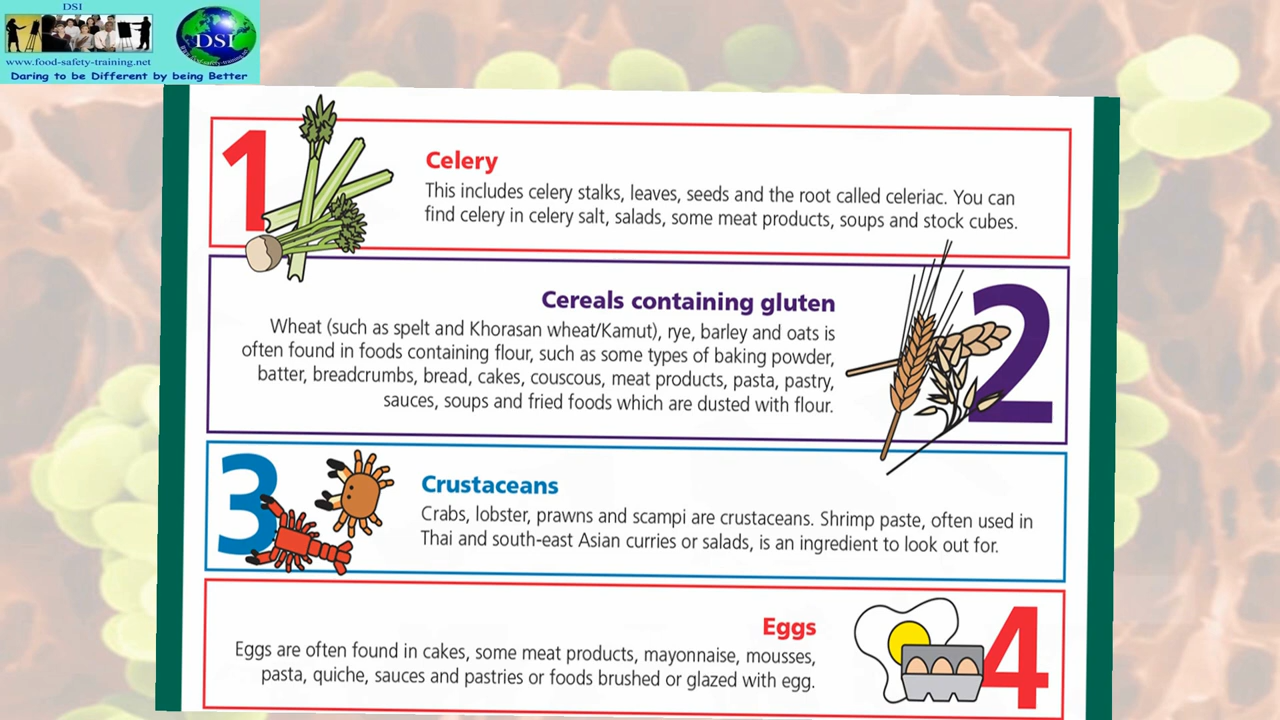 DSI
DSI
www.food-safety-training.net
Daring to be Different by being Better
1
Celery
This includes celery stalks, leaves, seeds and the root called celeriac. You can
find celery in celery salt, salads, some meat products, soups and stock cubes.
2
Cereals containing gluten
Wheat (such as spelt and Khorasan wheat/Kamut), rye, barley and oats is
often found in foods containing flour, such as some types of baking powder,
batter, breadcrumbs, bread, cakes, couscous, meat products, pasta, pastry,
sauces, soups and fried foods which are dusted with flour.
3
Crustaceans
Crabs, lobster, prawns and scampi are crustaceans. Shrimp paste, often used in
Thai and south-east Asian curries or salads, is an ingredient to look out for.
4
Eggs
Eggs are often found in cakes, some meat products, mayonnaise, mousses,
pasta, quiche, sauces and pastries or foods brushed or glazed with egg.